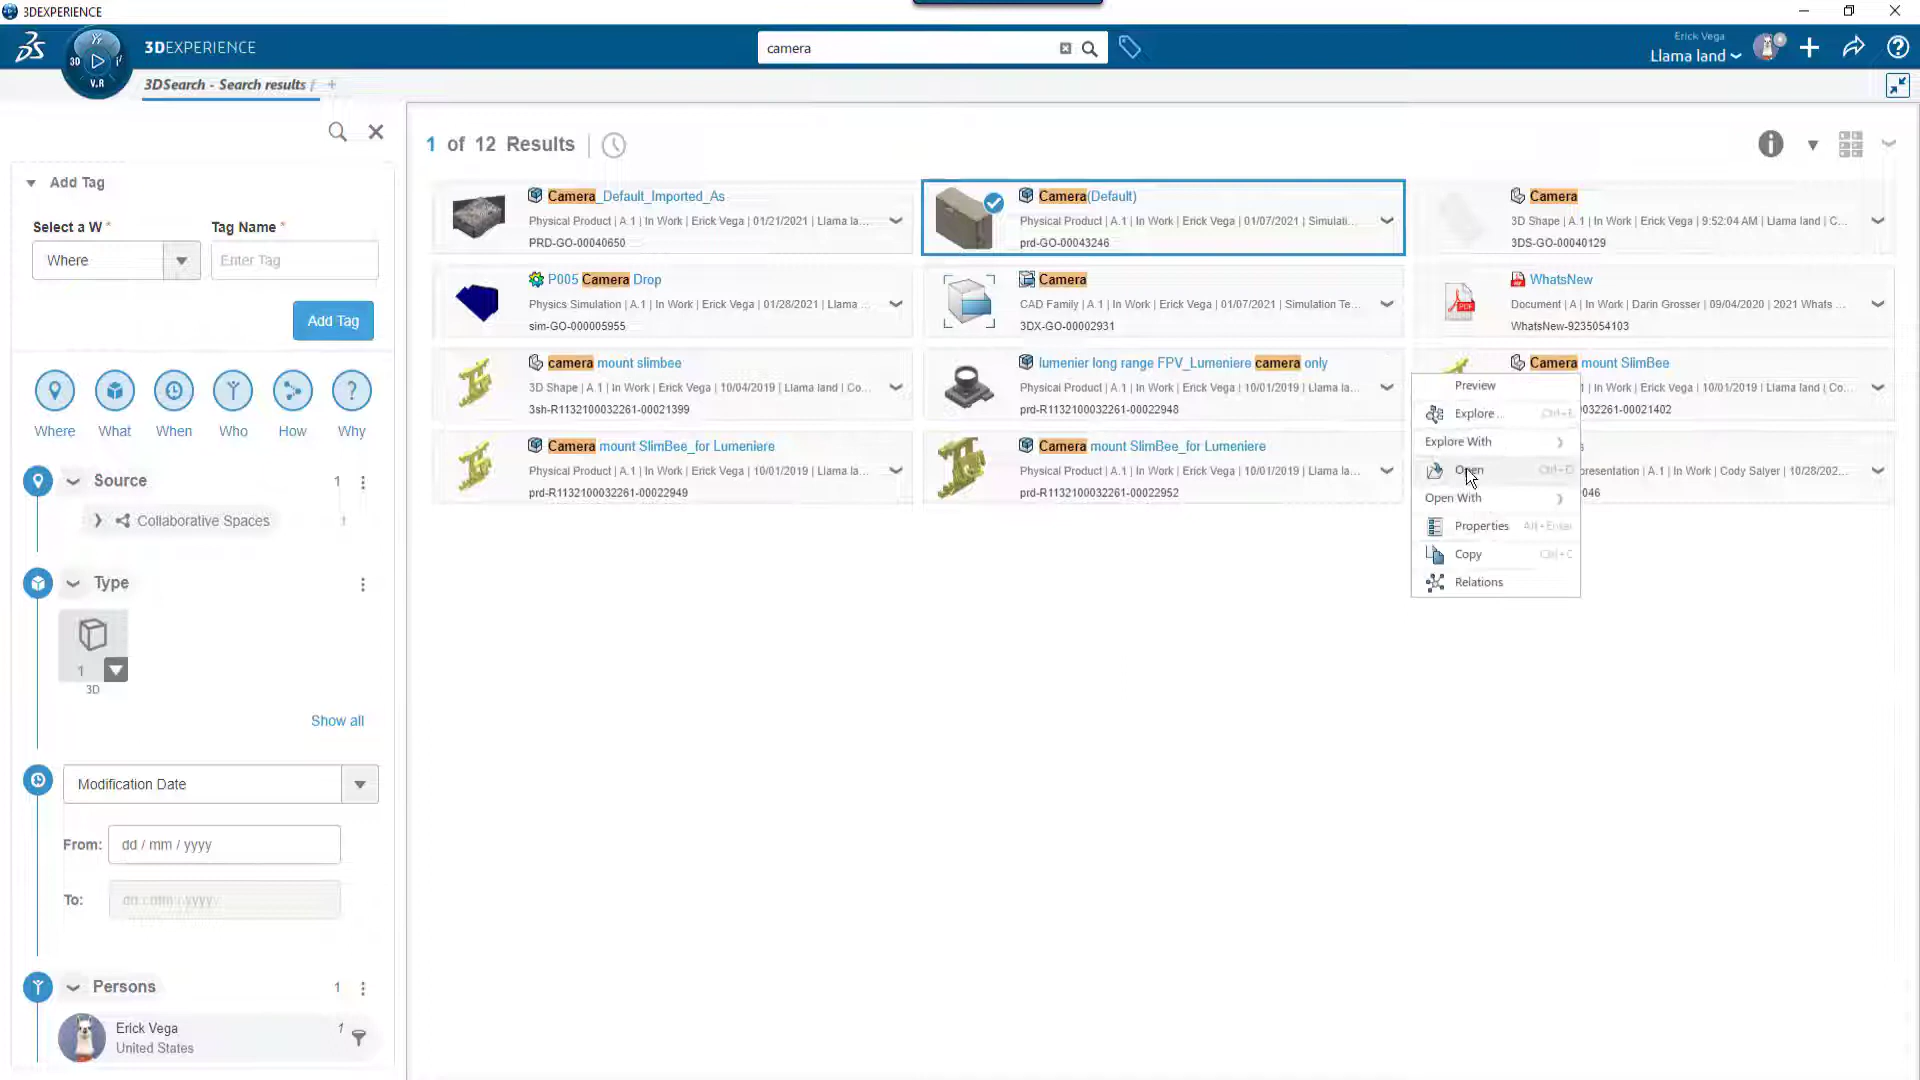 3DEXPERIENCE
3DEXPERIENCE
3D
V.R
camera
Erick Vega
Llama land
3DSearch - Search results
Add Tag
Select a W *
Tag Name *
Where
Enter Tag
Add Tag
Where
What
When
Who
How
Why
Source
1
Collaborative Spaces
1
Type
1
3D
Show all
Modification Date
From:
dd / mm / yyyy
To:
dd / mm / yyyy
Persons
1
Erick Vega
1
United States
1 of 12 Results
Camera_Default_Imported_As
Physical Product | A.1 | In Work | Erick Vega | 01/21/2021 | Llama la...
PRD-GO-00040650
Camera(Default)
Physical Product | A.1 | In Work | Erick Vega | 01/07/2021 | Simulati...
prd-GO-00043246
Camera
3D Shape | A.1 | In Work | Erick Vega | 9:52:04 AM | Llama land | C...
3DS-GO-00040129
P005 Camera Drop
Physics Simulation | A.1 | In Work | Erick Vega | 01/28/2021 | Llama ...
sim-GO-000005955
Camera
CAD Family | A.1 | In Work | Erick Vega | 01/07/2021 | Simulation Te...
3DX-GO-00002931
WhatsNew
Document | A | In Work | Darin Grosser | 09/04/2020 | 2021 Whats ...
WhatsNew-9235054103
camera mount slimbee
3D Shape | A.1 | In Work | Erick Vega | 10/04/2019 | Llama land | Co...
3sh-R1132100032261-00021399
lumenier long range FPV_Lumeniere camera only
Physical Product | A.1 | In Work | Erick Vega | 10/01/2019 | Llama la...
prd-R1132100032261-00022948
Camera mount SlimBee
.1 | In Work | Erick Vega | 10/01/2019 | Llama land | Co...
032261-00021402
Camera mount SlimBee_for Lumeniere
Physical Product | A.1 | In Work | Erick Vega | 10/01/2019 | Llama la...
prd-R1132100032261-00022949
Camera mount SlimBee_for Lumeniere
Physical Product | A.1 | In Work | Erick Vega | 10/01/2019 | Llama la...
prd-R1132100032261-00022952
s
presentation | A.1 | In Work | Cody Salyer | 10/28/202...
046
Preview
Explore...
Ctrl+E
Explore With
Open
Ctrl+O
Open With
Properties
Alt+Enter
Copy
Ctrl+C
Relations